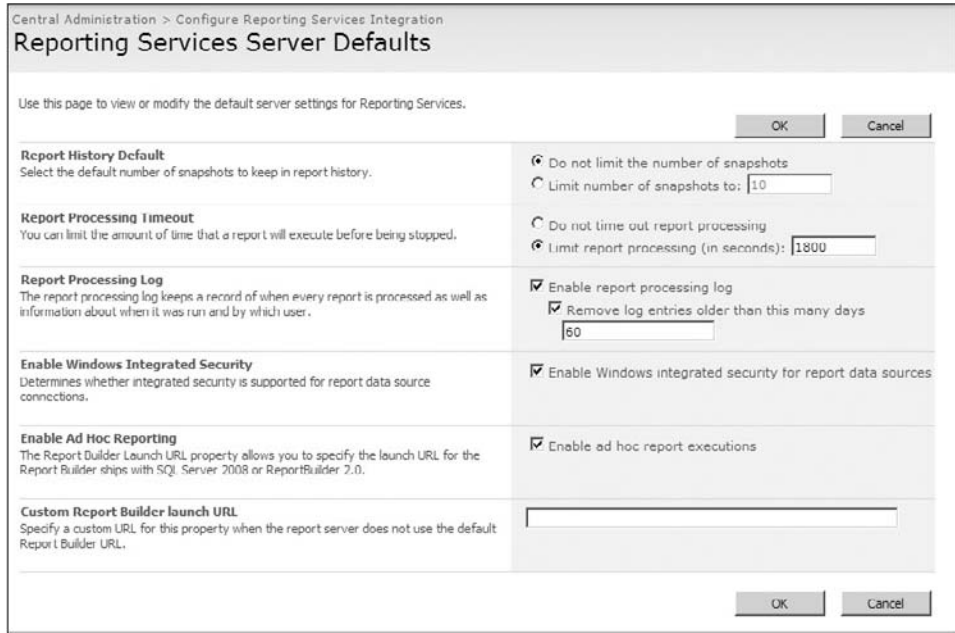 Central Administration > Configure Reporting Services Integration
Reporting Services Server Defaults
Use this page to view or modify the default server settings for Reporting Services.
OK Cancel
Report History Default
Select the default number of snapshots to keep in report history.
Do not limit the number of snapshots
Limit number of snapshots to: 10
Report Processing Timeout
You can limit the amount of time that a report will execute before being stopped.
Do not time out report processing
Limit report processing (in seconds): 1800
Report Processing Log
The report processing log keeps a record of when every report is processed as well as
information about when it was run and by which user.
Enable report processing log
Remove log entries older than this many days
60
Enable Windows Integrated Security
Determines whether integrated security is supported for report data source
connections.
Enable Windows integrated security for report data sources
Enable Ad Hoc Reporting
The Report Builder Launch URL property allows you to specify the launch URL for the
Report Builder ships with SQL Server 2008 or ReportBuilder 2.0.
Enable ad hoc report executions
Custom Report Builder launch URL
Specify a custom URL for this property when the report server does not use the default
Report Builder URL.
OK Cancel